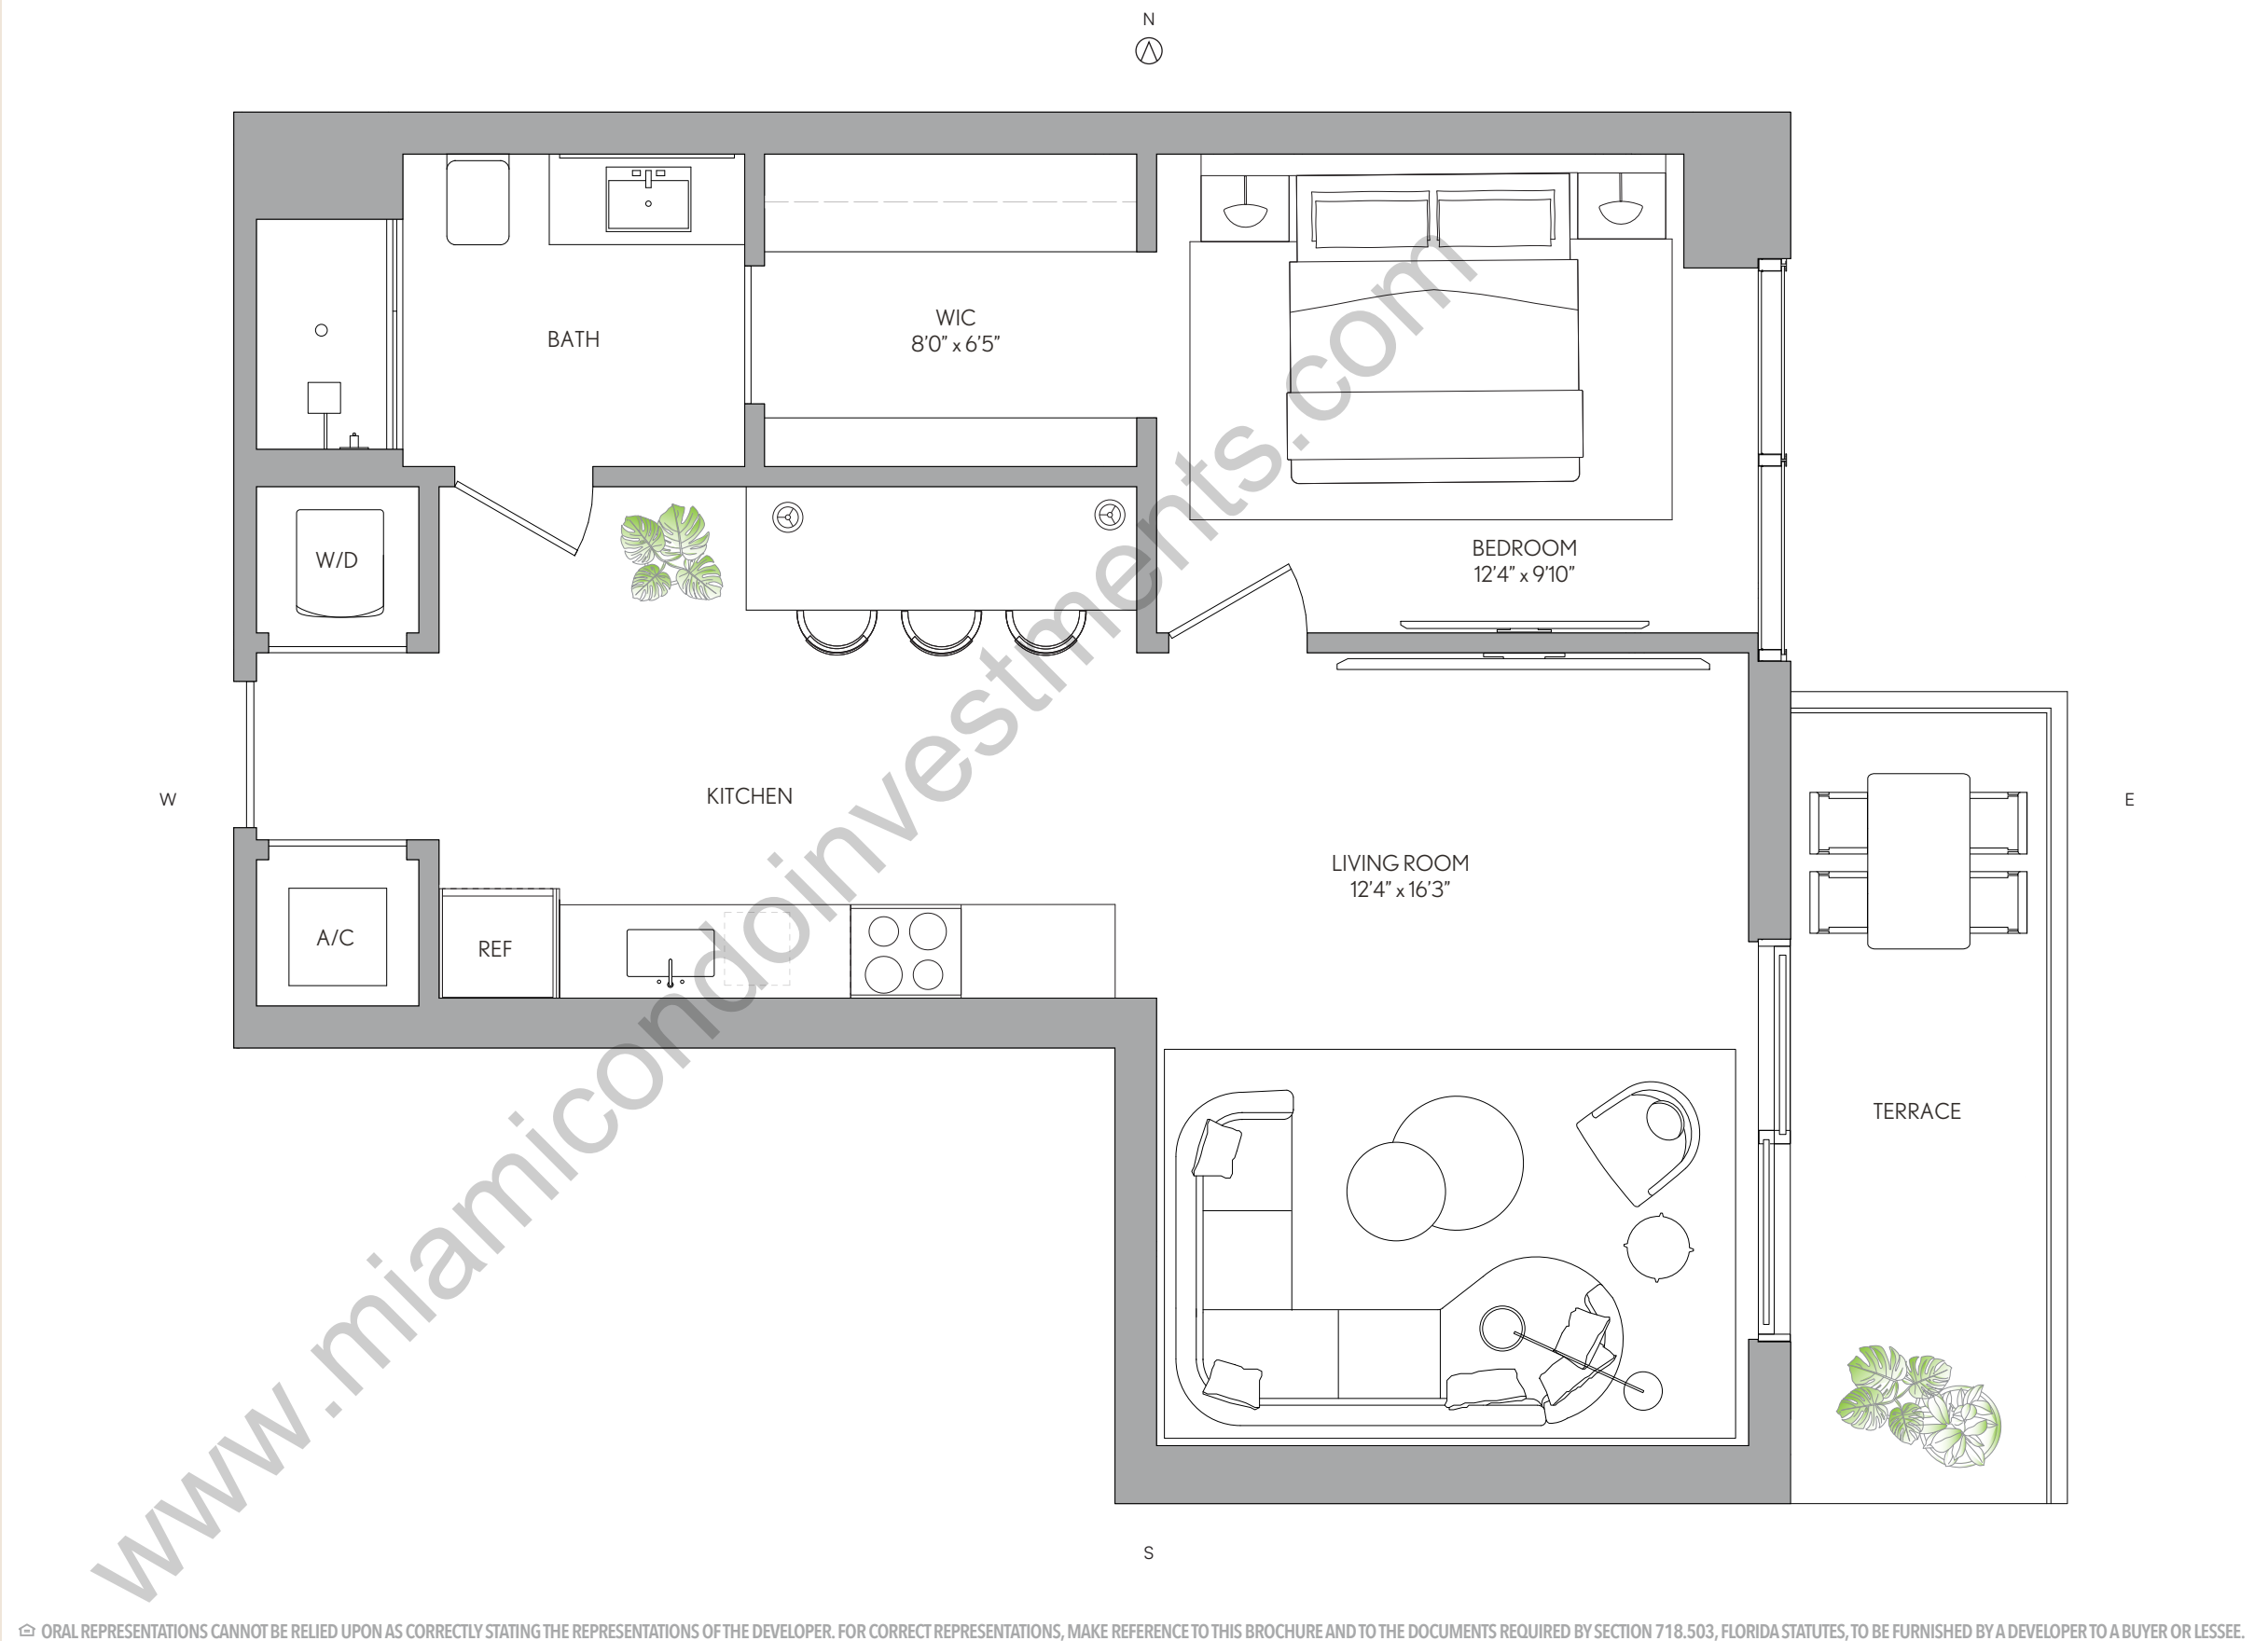 N
WIC
8'0" x 6'5"
BATH
BEDROOM
12'4" x 9'10"
W/D
W
KITCHEN
E
LIVING ROOM
12'4" x 16'3"
A/C
REF
TERRACE
www.miamicondoinvestments.com
S
ORAL REPRESENTATIONS CANNOT BE RELIED UPON AS CORRECTLY STATING THE REPRESENTATIONS OF THE DEVELOPER. FOR CORRECT REPRESENTATIONS, MAKE REFERENCE TO THIS BROCHURE AND TO THE DOCUMENTS REQUIRED BY SECTION 718.503, FLORIDA STATUTES, TO BE FURNISHED BY A DEVELOPER TO A BUYER OR LESSEE.